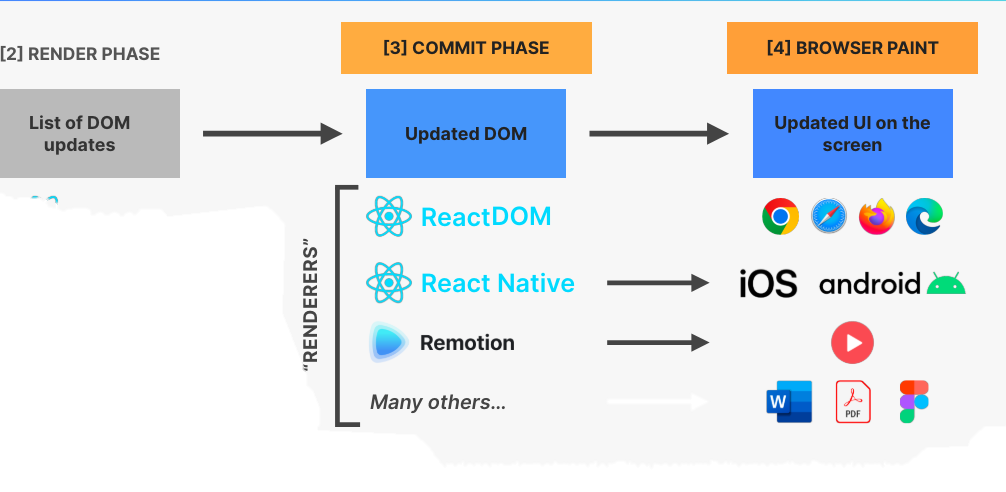 [2] RENDER PHASE
[3] COMMIT PHASE
[4] BROWSER PAINT
List of DOM
updates
Updated DOM
Updated UI on the
screen
"RENDERERS"
ReactDOM
React Native
iOS
android
Remotion
Many others...
W
PDF